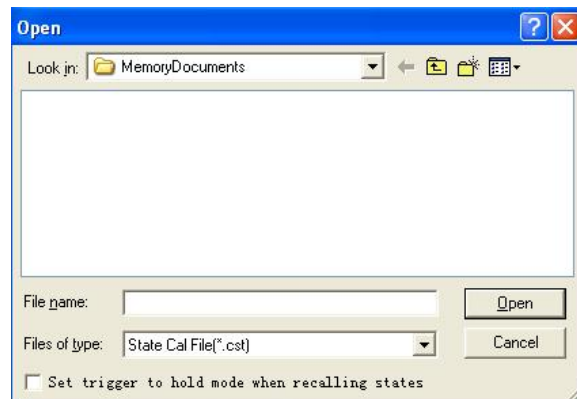 Open
Look in: MemoryDocuments
File name: Open
Files of type: State Cal File(*.cst) Cancel
Set trigger to hold mode when recalling states